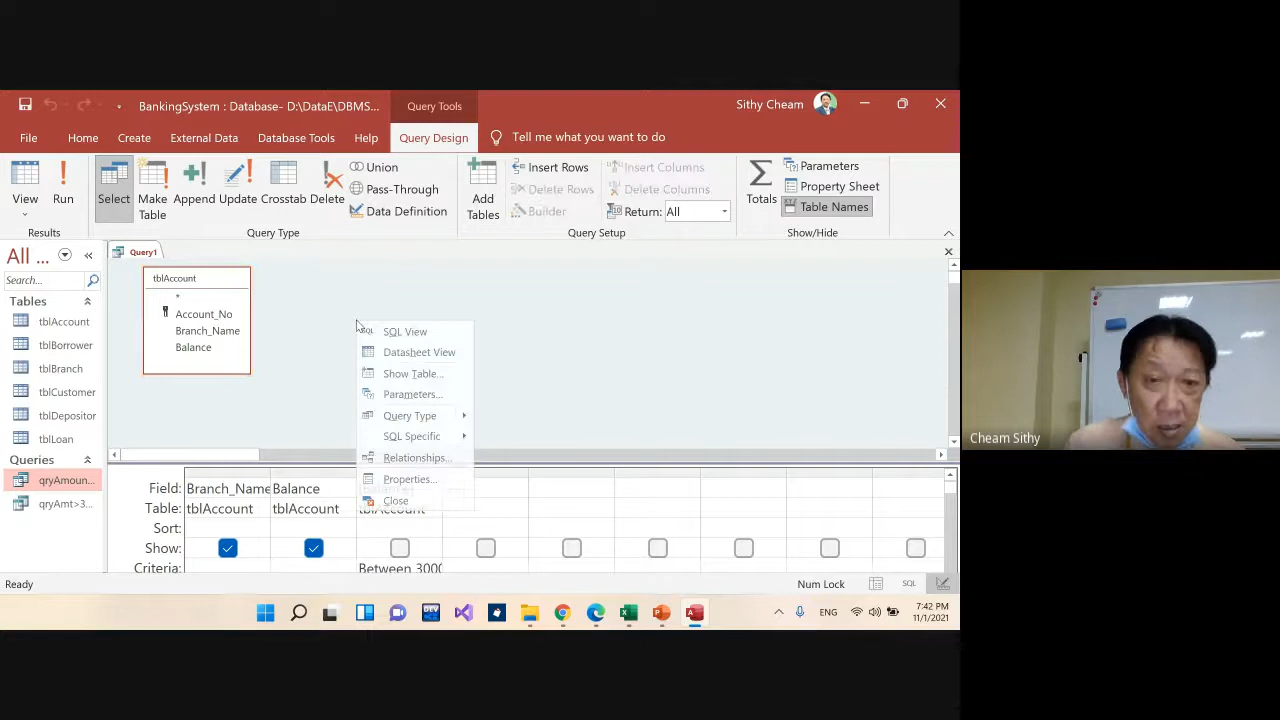 BankingSystem : Database- D:\DataE\DBMS...
Query Tools
Sithy Cheam
File
Home
Create
External Data
Database Tools
Help
Query Design
Tell me what you want to do
View
Run
Results
Select
Make Table
Append
Update
Crosstab
Delete
Union
Pass-Through
Data Definition
Query Type
Add Tables
Insert Rows
Delete Rows
Builder
Insert Columns
Delete Columns
Return: All
Query Setup
Totals
Parameters
Property Sheet
Table Names
Show/Hide
All ...
Search...
Tables
tblAccount
tblBorrower
tblBranch
tblCustomer
tblDepositor
tblLoan
Queries
qryAmoun...
qryAmt>3...
Query1
tblAccount
*
Account_No
Branch_Name
Balance
SQL View
Datasheet View
Show Table...
Parameters...
Query Type
SQL Specific
Relationships...
Properties...
Close
Field: Branch_Name Balance
Table: tblAccount tblAccount tblAccount
Sort:
Show:
Criteria: Between 3000
Ready
Num Lock
SQL
ENG
7:42 PM
11/1/2021
Cheam Sithy